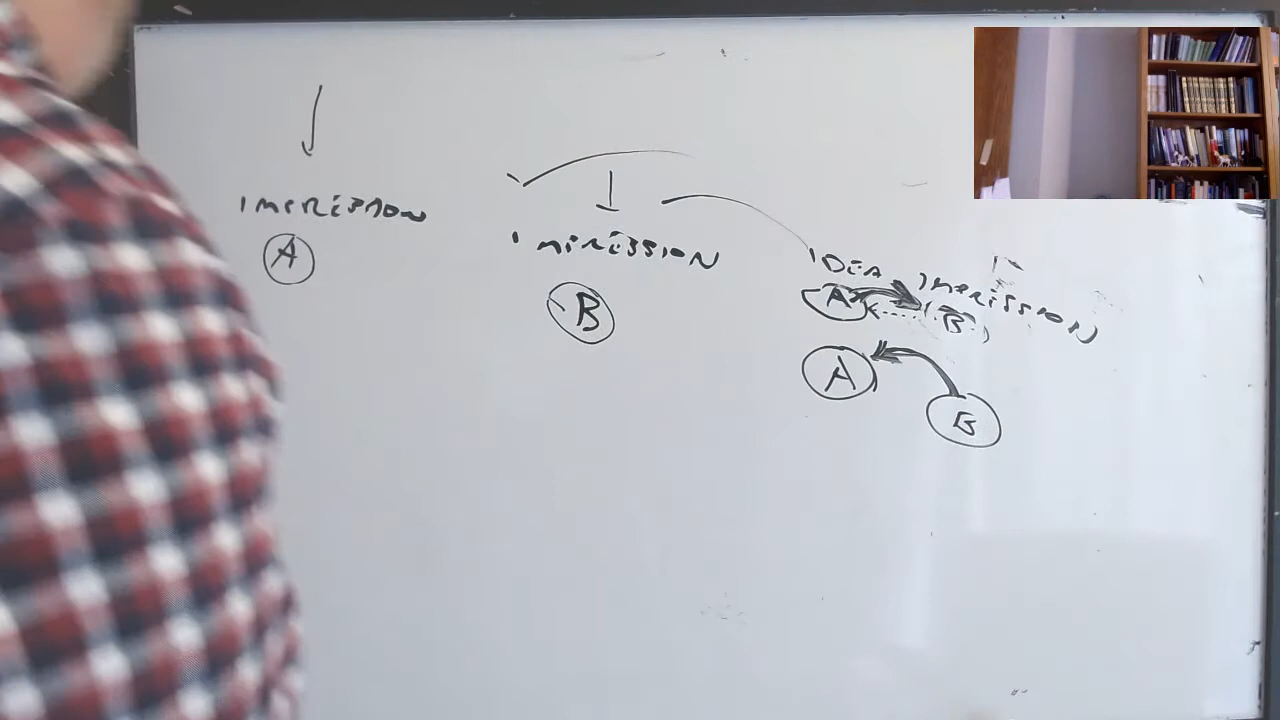 IMPRESSION
A
IMPRESSION
B
IDEA IMPRESSION
A (B)
A
B